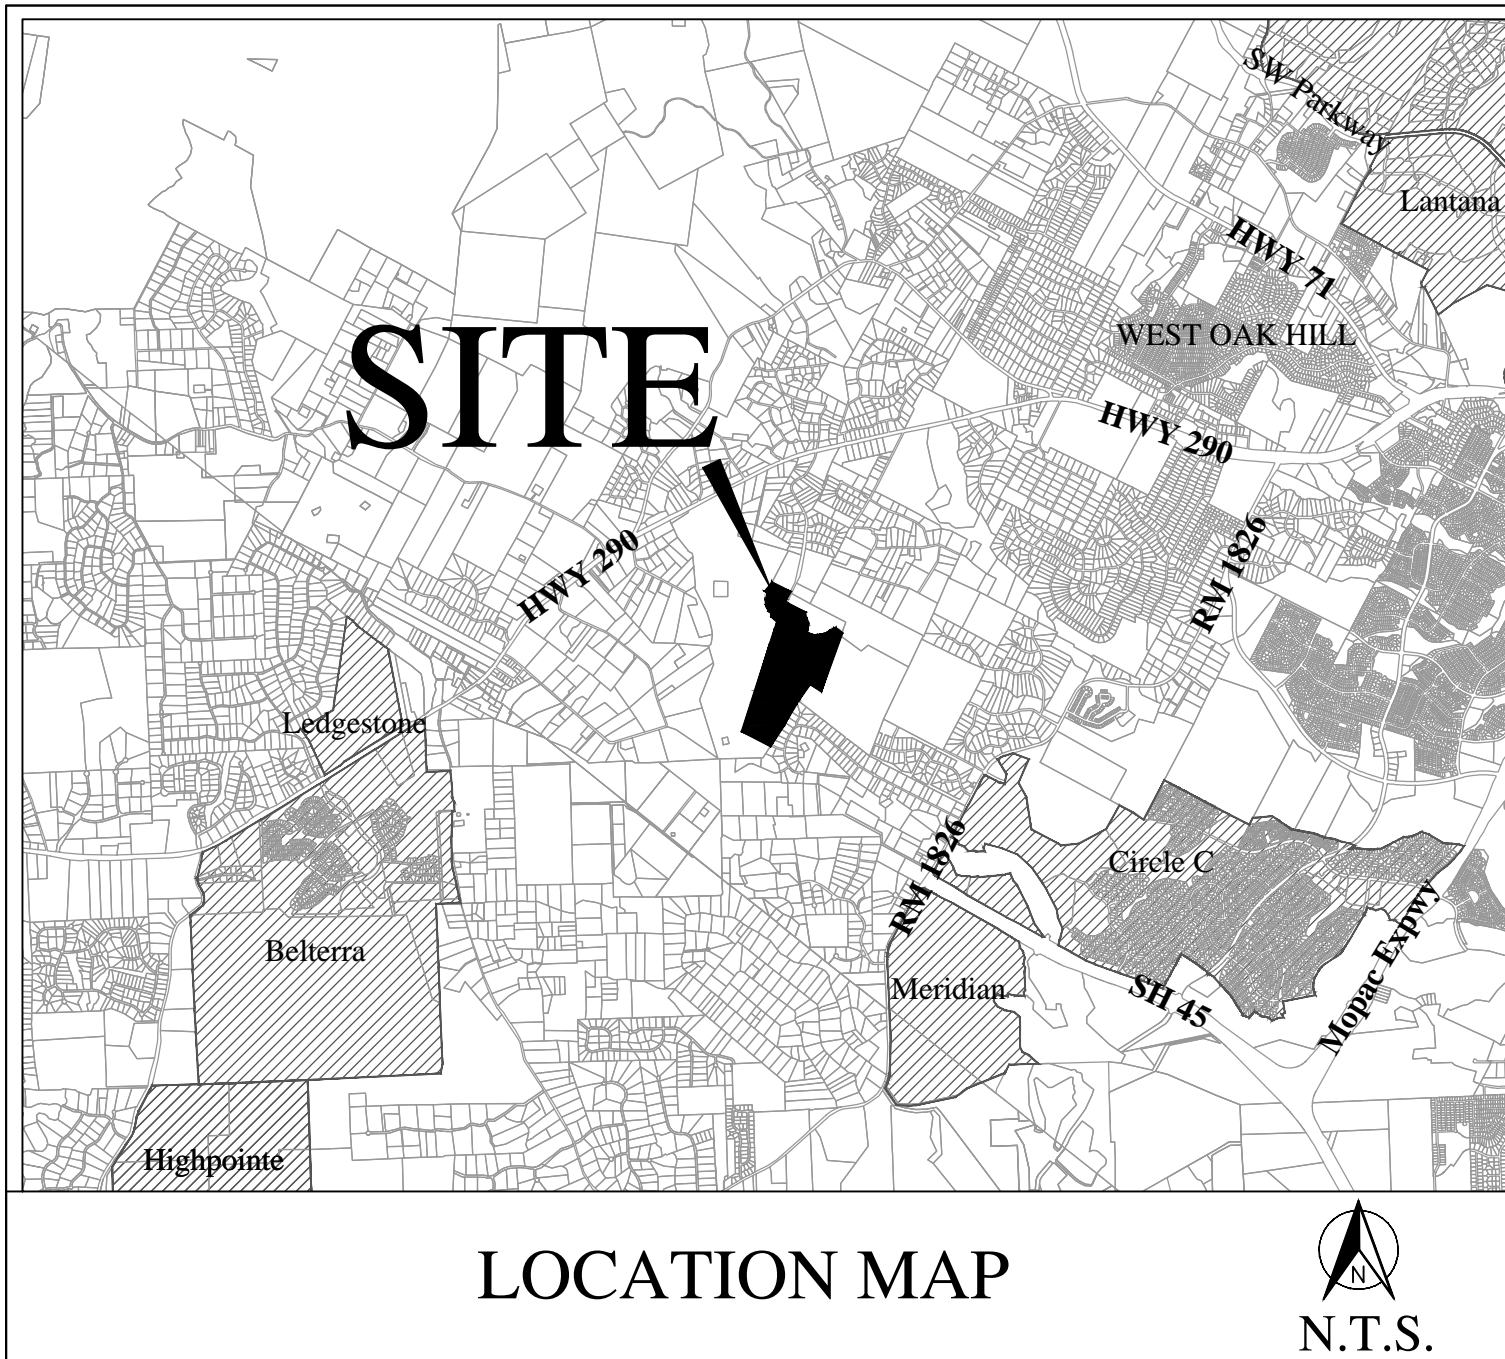 SW Parkway
Lantana
HWY 71
WEST OAK HILL
SITE
HWY 290
HWY 290
RM 1826
Ledgestone
RM 1826
Circle C
Belterra
Meridian
SH 45
Mopac Expwy
Highpointe
LOCATION MAP
N
N.T.S.